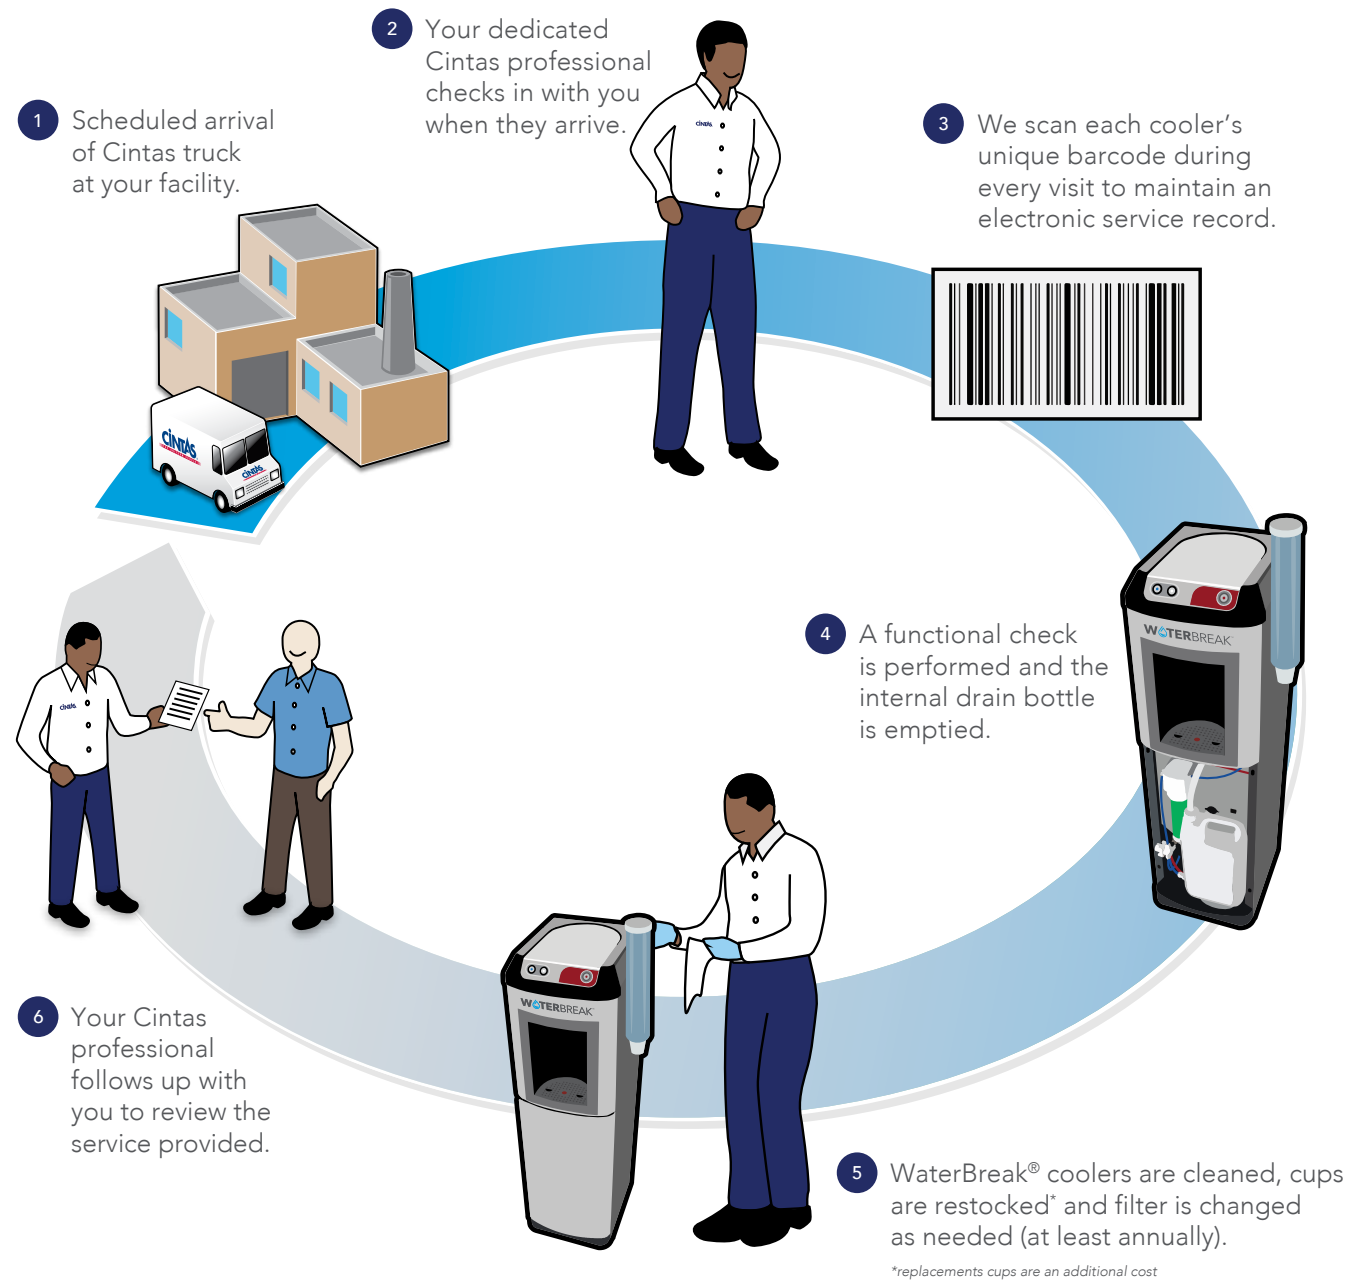 1
Scheduled arrival
of Cintas truck
at your facility.
2
Your dedicated
Cintas professional
checks in with you
when they arrive.
CINTAS
3
We scan each cooler's
unique barcode during
every visit to maintain an
electronic service record.
CINTAS
CINTAS
4
A functional check
is performed and the
internal drain bottle
is emptied.
WATERBREAK
CINTAS
WATERBREAK
5
WaterBreak® coolers are cleaned, cups
are restocked* and filter is changed
as needed (at least annually).
*replacements cups are an additional cost
6
Your Cintas
professional
follows up with
you to review the
service provided.